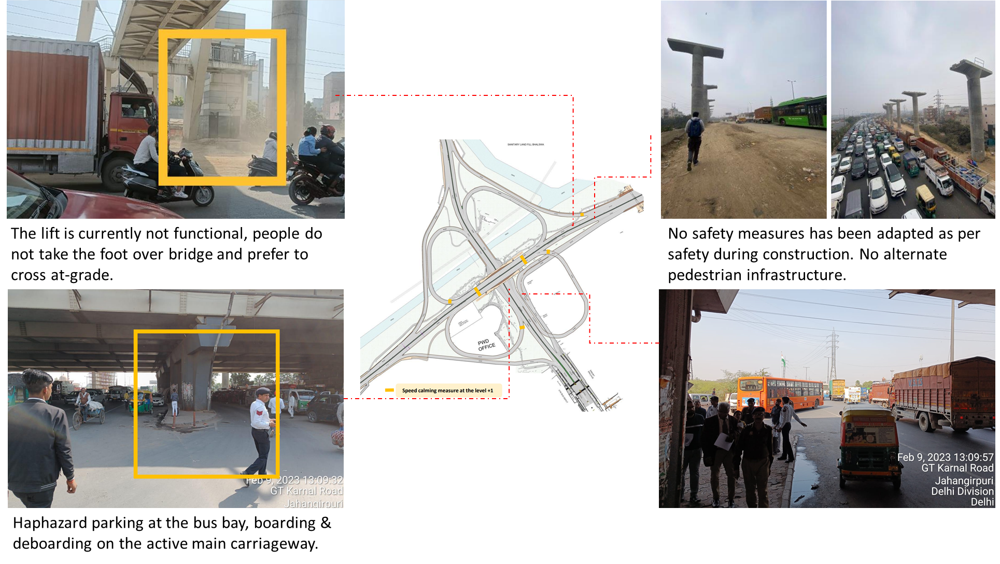 The lift is currently not functional, people do
not take the foot over bridge and prefer to
cross at-grade.
No safety measures has been adapted as per
safety during construction. No alternate
pedestrian infrastructure.
SANITARY LAND FILL BHALSWA
PWD
OFFICE
Speed calming measure at the level +1
Feb 9, 2023 13:09:32
GT Karnal Road
Jahangirpuri
Feb 9, 2023 13:09:57
GT Karnal Road
Jahangirpuri
Delhi Division
Delhi
Haphazard parking at the bus bay, boarding &
deboarding on the active main carriageway.